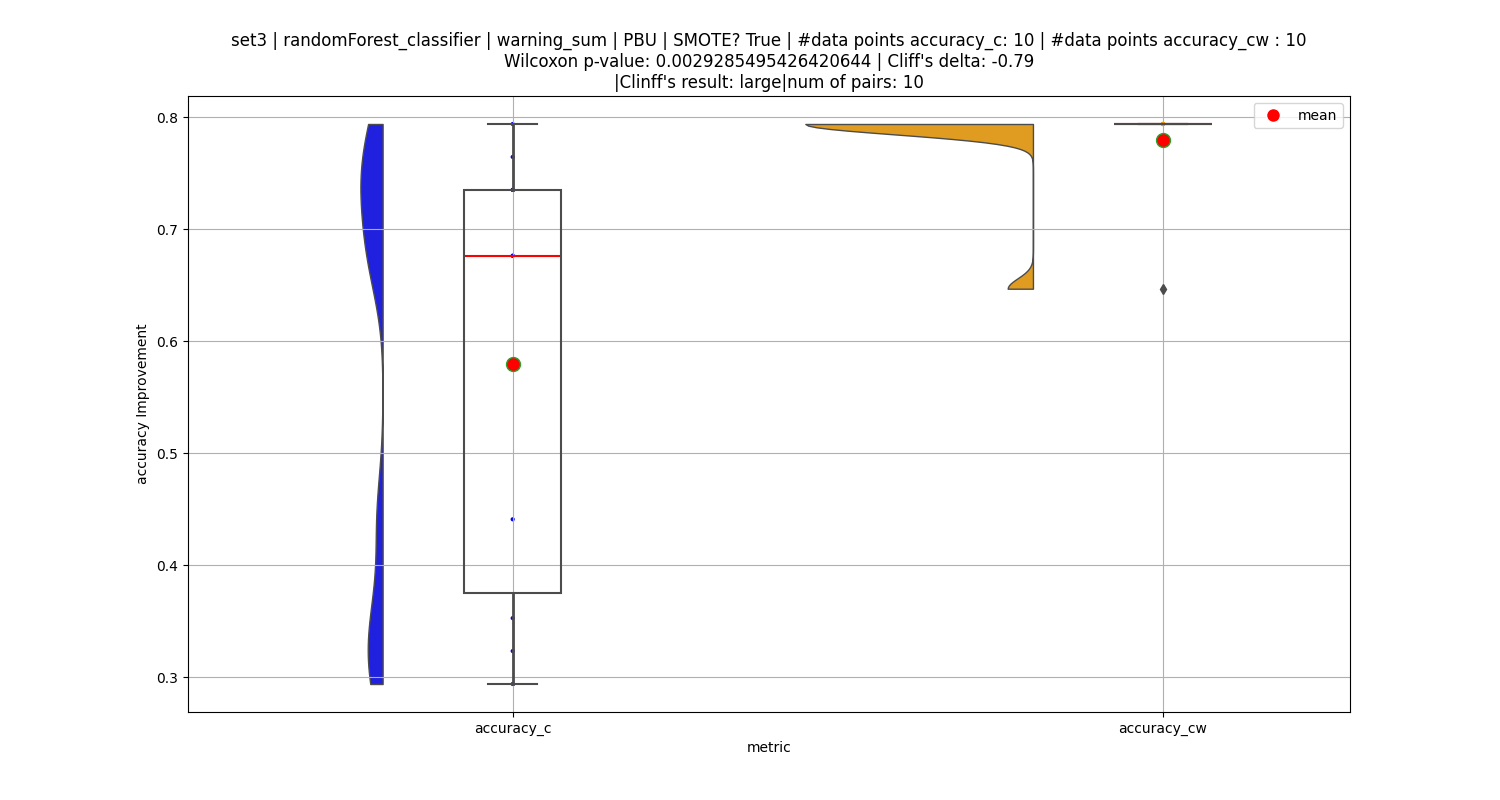 set3 | randomForest_classifier | warning_sum | PBU | SMOTE? True | #data points accuracy_c: 10 | #data points accuracy_cw : 10
Wilcoxon p-value: 0.0029285495426420644 | Cliff's delta: -0.79
|Clinff's result: large|num of pairs: 10
mean
0.8
0.7
0.6
0.5
0.4
0.3
accuracy Improvement
accuracy_c
accuracy_cw
metric